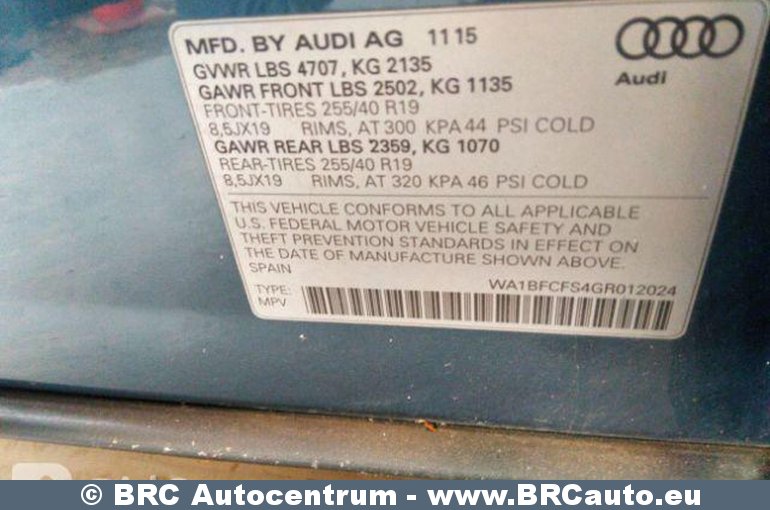 MFD. BY AUDI AG 11 15
Audi
GVWR LBS 4707, KG 2135
GAWR FRONT LBS 2502, KG 1135
FRONT-TIRES 255/40 R19
8,5JX19 RIMS, AT 300 KPA 44 PSI COLD
GAWR REAR LBS 2359, KG 1070
REAR-TIRES 255/40 R19
8,5JX19 RIMS, AT 320 KPA 46 PSI COLD
THIS VEHICLE CONFORMS TO ALL APPLICABLE
U.S. FEDERAL MOTOR VEHICLE SAFETY AND
THEFT PREVENTION STANDARDS IN EFFECT ON
THE DATE OF MANUFACTURE SHOWN ABOVE.
SPAIN
WA1BFCFS4GR012024
TYPE:
MPV
© BRC Autocentrum - www.BRCauto.eu